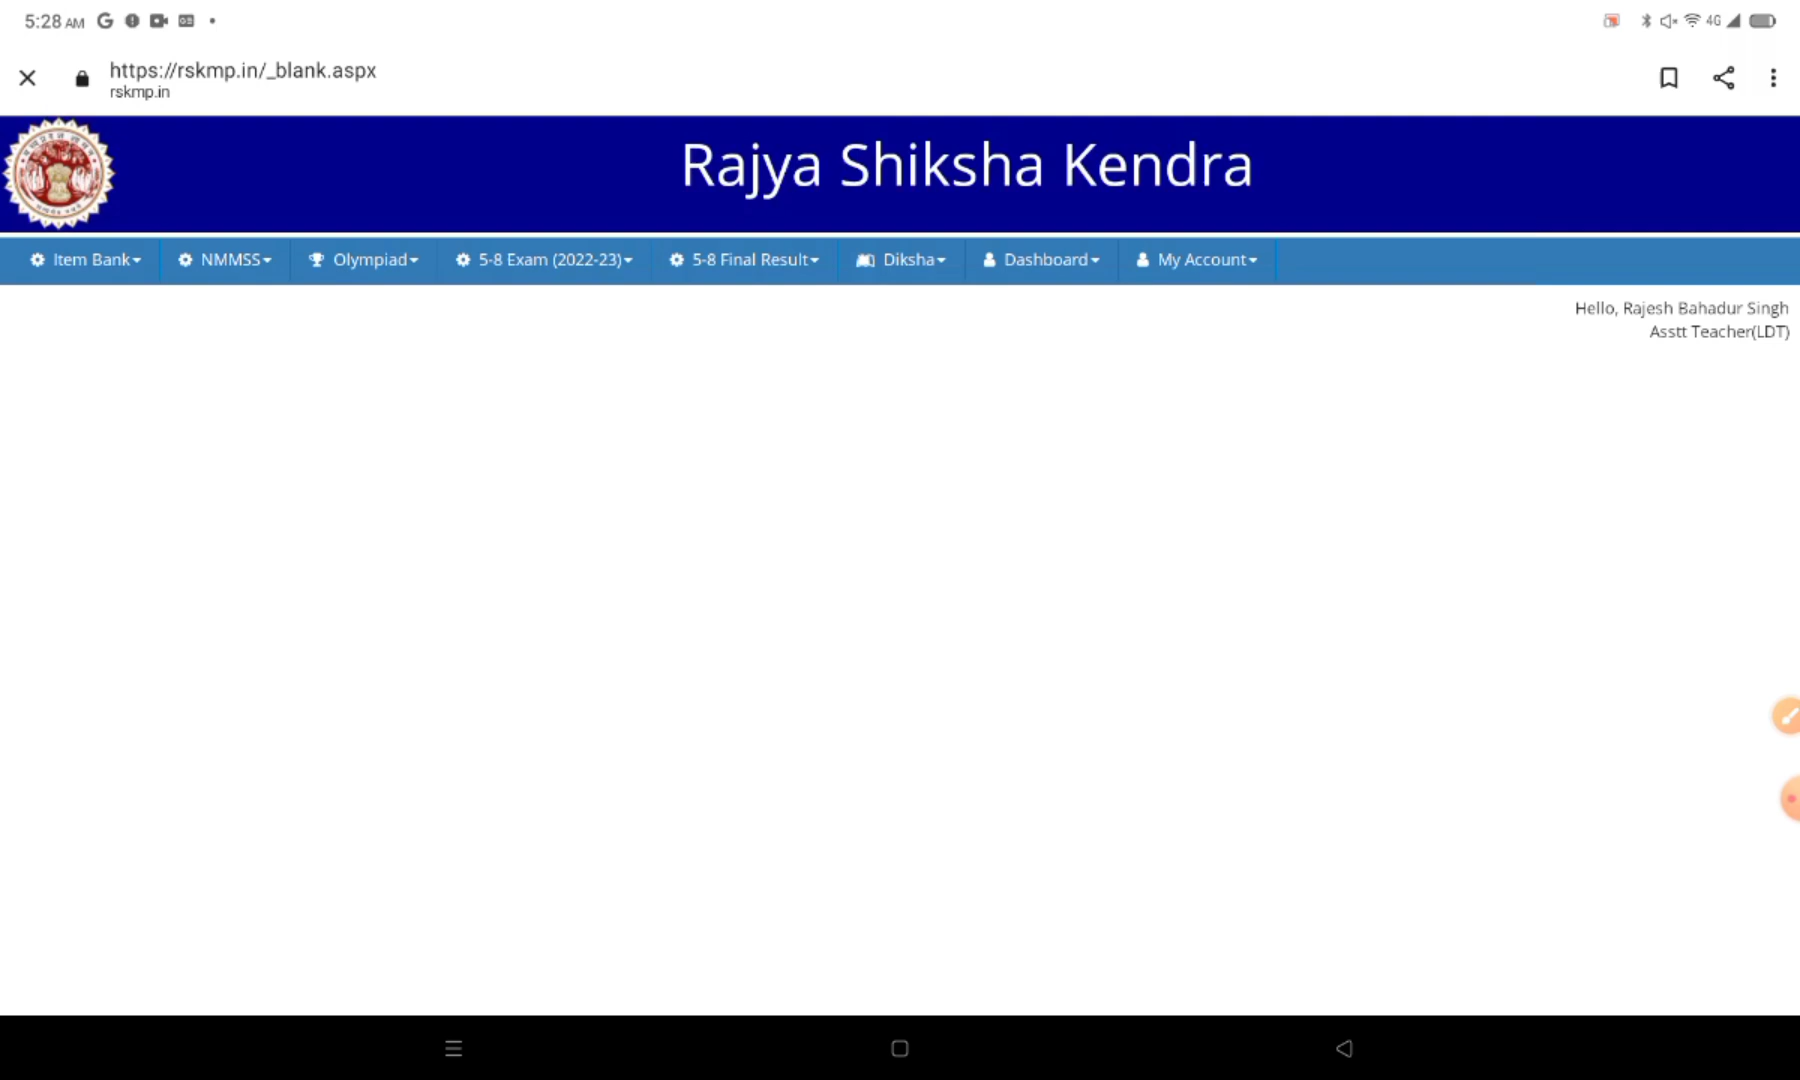 5:28 AM
4G
https://rskmp.in/_blank.aspx
rskmp.in
Rajya Shiksha Kendra
Item Bank NMMSS Olympiad 5-8 Exam (2022-23) 5-8 Final Result Diksha Dashboard My Account
Hello, Rajesh Bahadur Singh
Asstt Teacher(LDT)